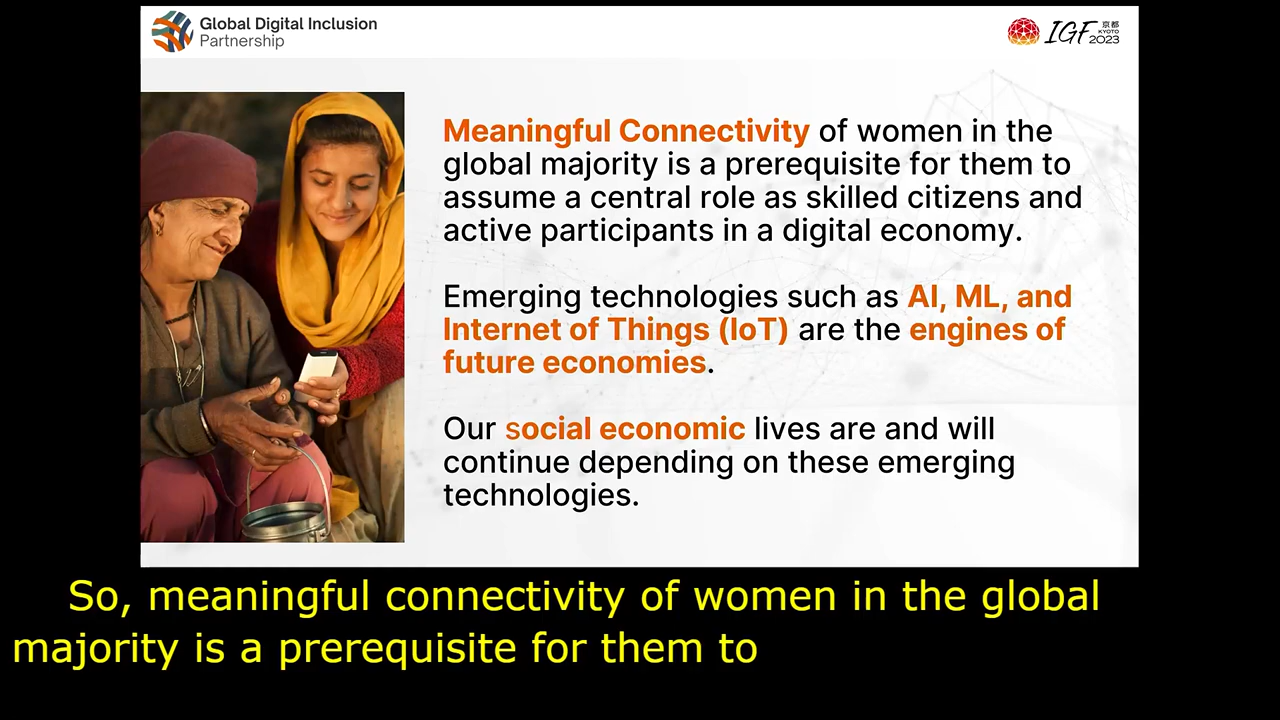 Global Digital Inclusion
Partnership
IGF 京都
KYOTO
2023
Meaningful Connectivity of women in the
global majority is a prerequisite for them to
assume a central role as skilled citizens and
active participants in a digital economy.
Emerging technologies such as AI, ML, and
Internet of Things (IoT) are the engines of
future economies.
Our social economic lives are and will
continue depending on these emerging
technologies.
So, meaningful connectivity of women in the global
majority is a prerequisite for them to